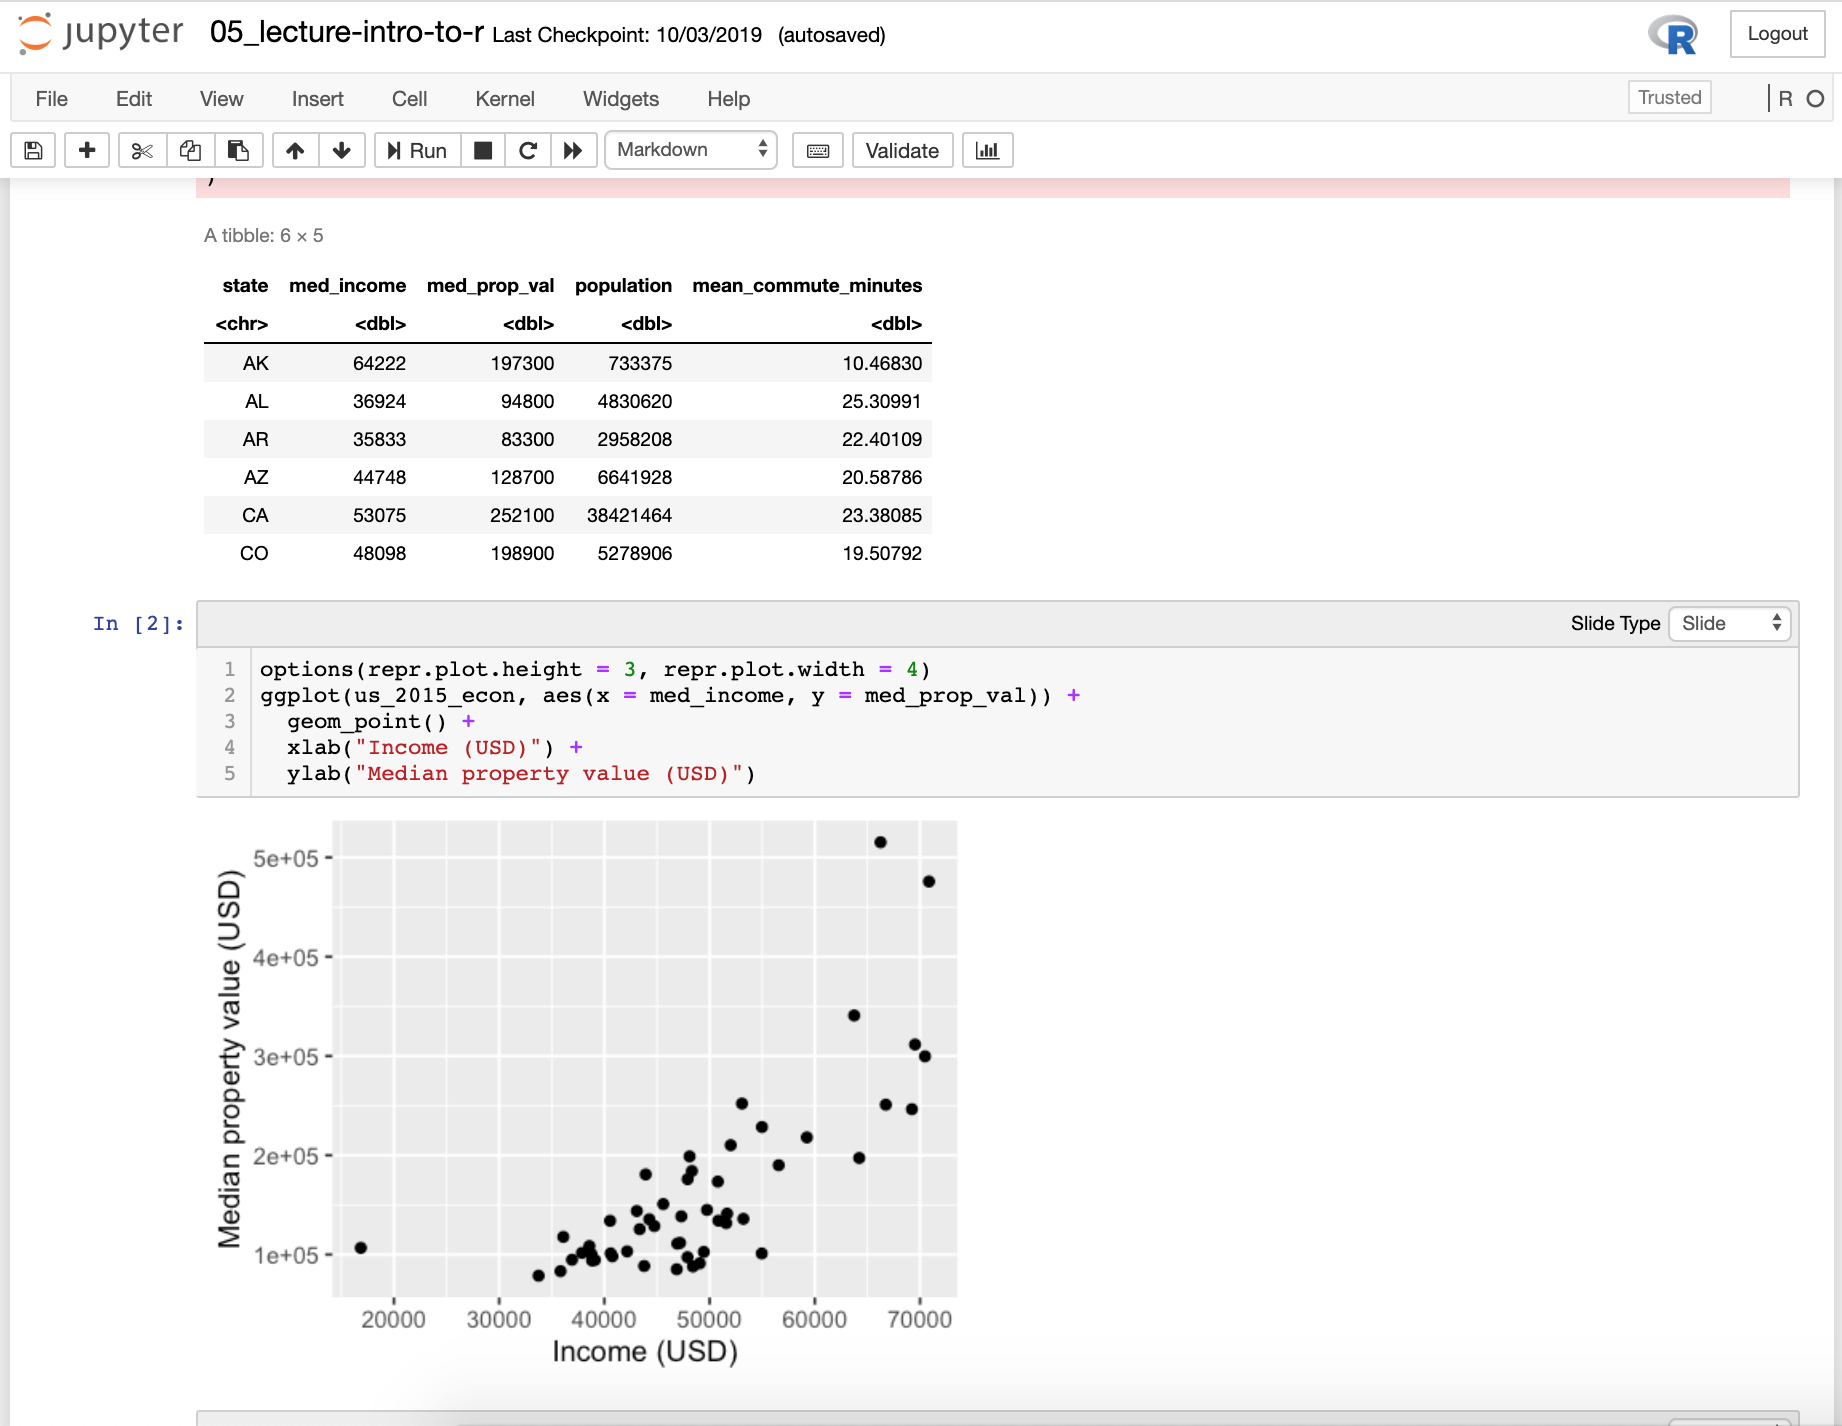 jupyter 05_lecture-intro-to-r Last Checkpoint: 10/03/2019 (autosaved) R Logout
File Edit View Insert Cell Kernel Widgets Help Trusted R
Run Markdown Validate
)
A tibble: 6 × 5
state med_income med_prop_val population mean_commute_minutes
<chr> <dbl> <dbl> <dbl> <dbl>
AK 64222 197300 733375 10.46830
AL 36924 94800 4830620 25.30991
AR 35833 83300 2958208 22.40109
AZ 44748 128700 6641928 20.58786
CA 53075 252100 38421464 23.38085
CO 48098 198900 5278906 19.50792
In [2]: Slide Type Slide
1 options(repr.plot.height = 3, repr.plot.width = 4)
2 ggplot(us_2015_econ, aes(x = med_income, y = med_prop_val)) +
3 geom_point() +
4 xlab("Income (USD)") +
5 ylab("Median property value (USD)")
Median property value (USD)
5e+05
4e+05
3e+05
2e+05
1e+05
20000 30000 40000 50000 60000 70000
Income (USD)